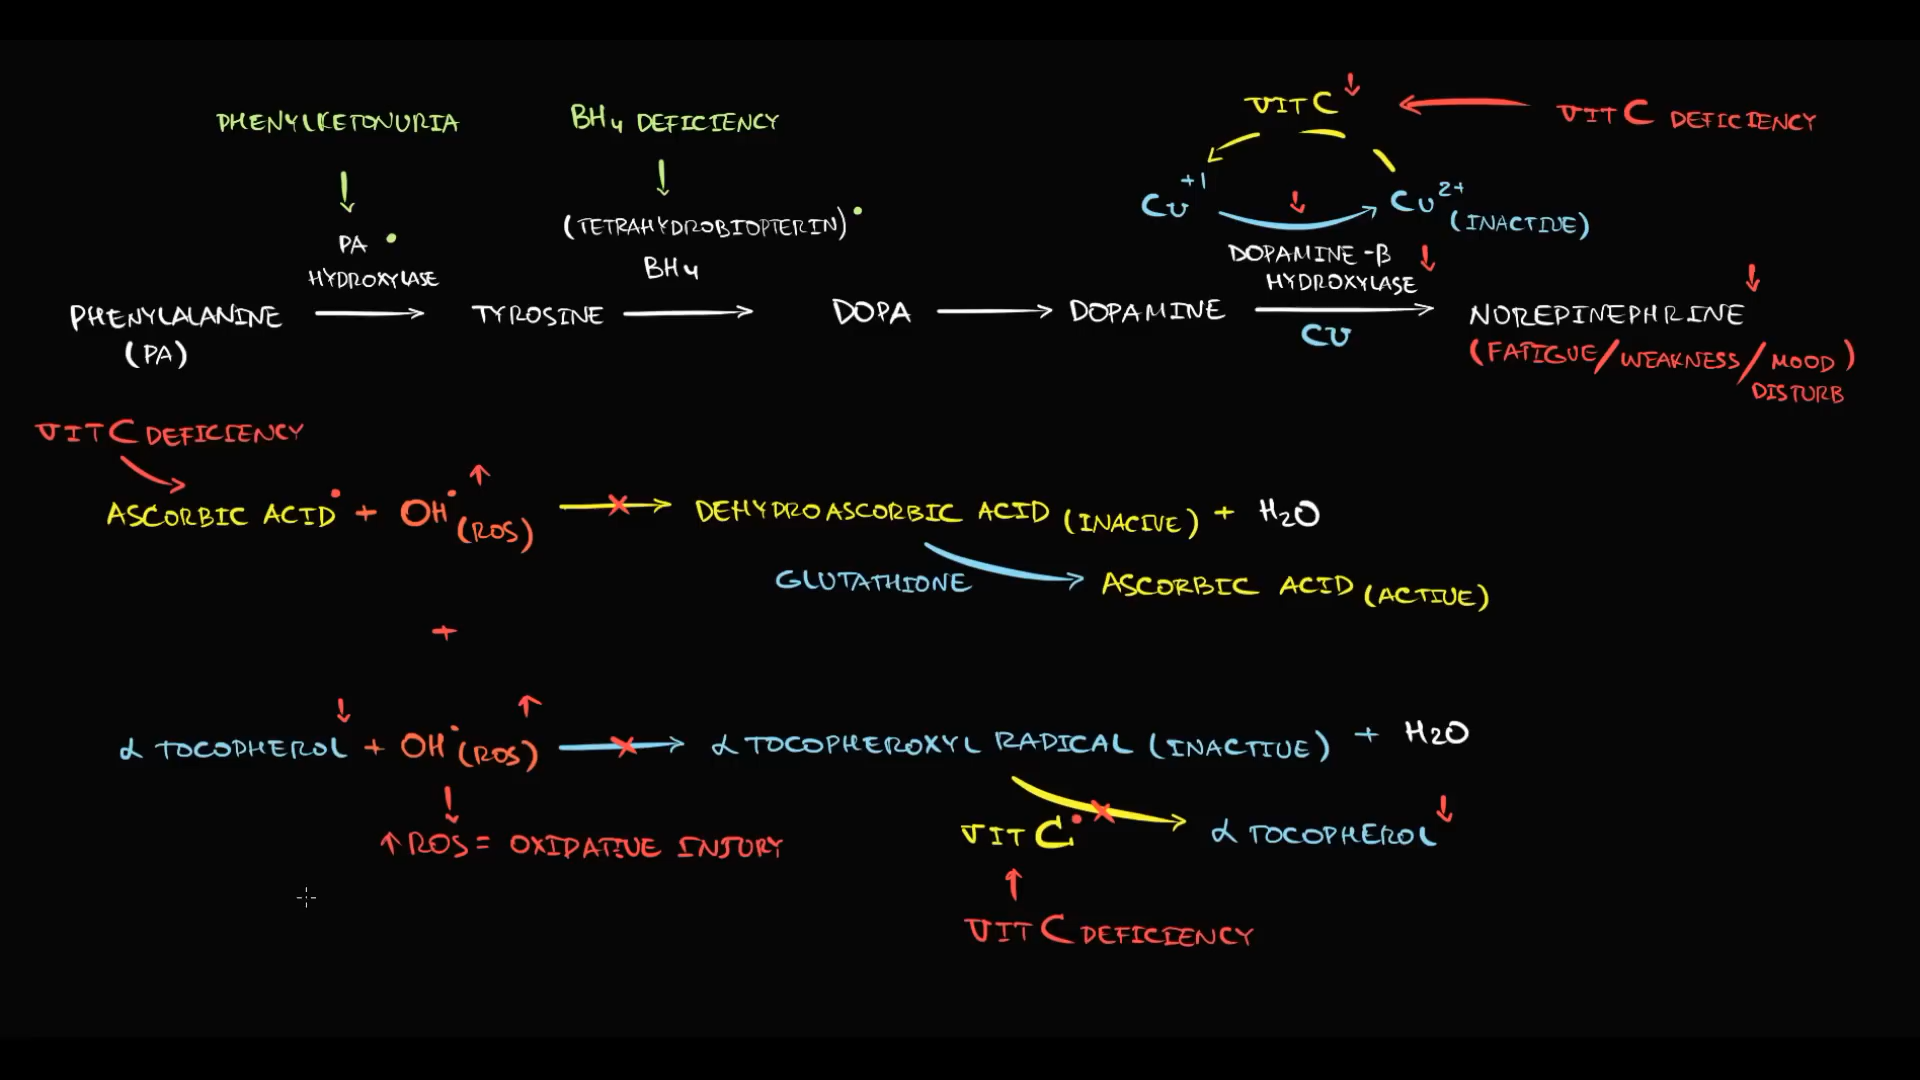 VIT C ↓ ← VIT C DEFICIENCY
PHENYLKETONURIA
BH4 DEFICIENCY
Cu+1
Cu2+ (INACTIVE)
(TETRAHYDROBIOPTERIN)
BH4
PA
HYDROXYLASE
DOPAMINE-β
HYDROXYLASE ↓
PHENYLALANINE → TYROSINE → DOPA → DOPAMINE → NOREPINEPHRINE ↓
(PA)
Cu
(FATIGUE/WEAKNESS/MOOD)
DISTURB
VIT C DEFICIENCY
ASCORBIC ACID + OH• (ROS) ↑ → DEHYDROASCORBIC ACID (INACIVE) + H2O
GLUTATHIONE → ASCORBIC ACID (ACTIVE)
+
α TOCOPHEROL ↓ + OH• (ROS) ↑ → α TOCOPHEROXYL RADICAL (INACTIVE) + H2O
VIT C → α TOCOPHEROL ↓
↑ ROS = OXIDATIVE INJURY
VIT C DEFICIENCY